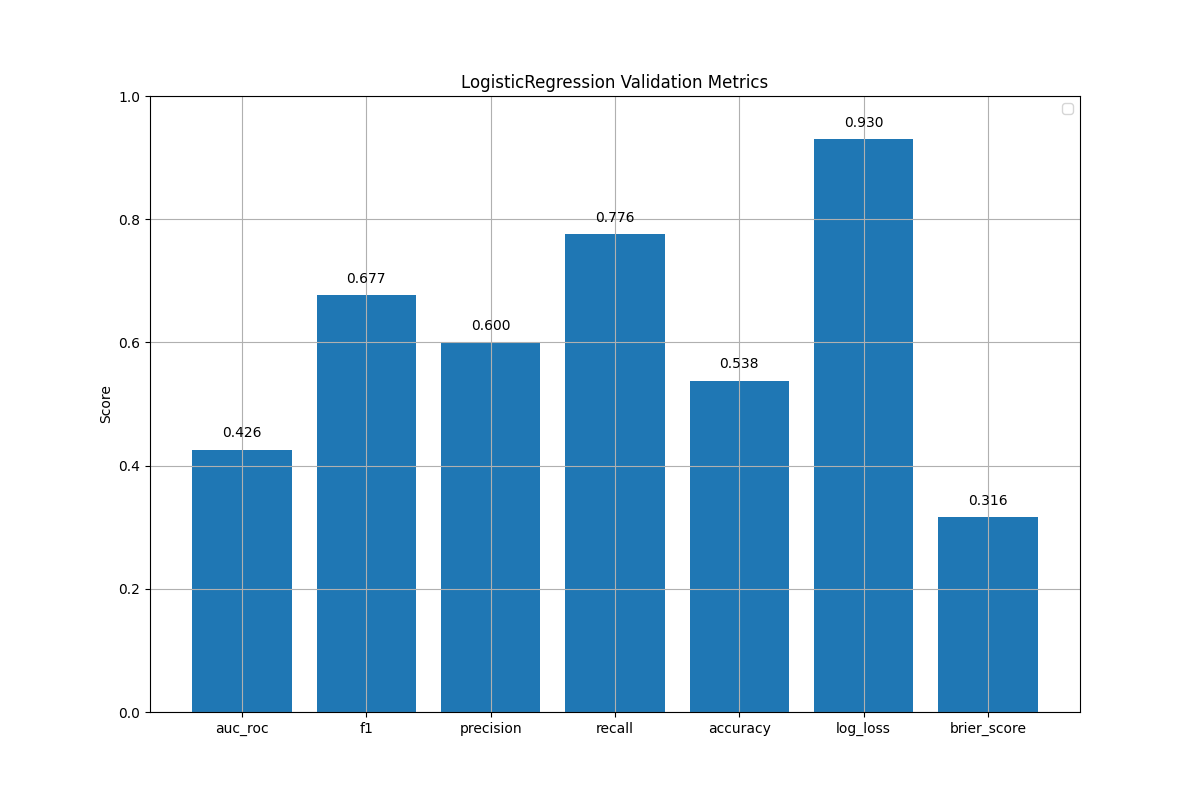 LogisticRegression Validation Metrics
1.0
0.8
0.6
0.4
0.2
0.0
Score
0.426
0.677
0.600
0.776
0.538
0.930
0.316
auc_roc
f1
precision
recall
accuracy
log_loss
brier_score